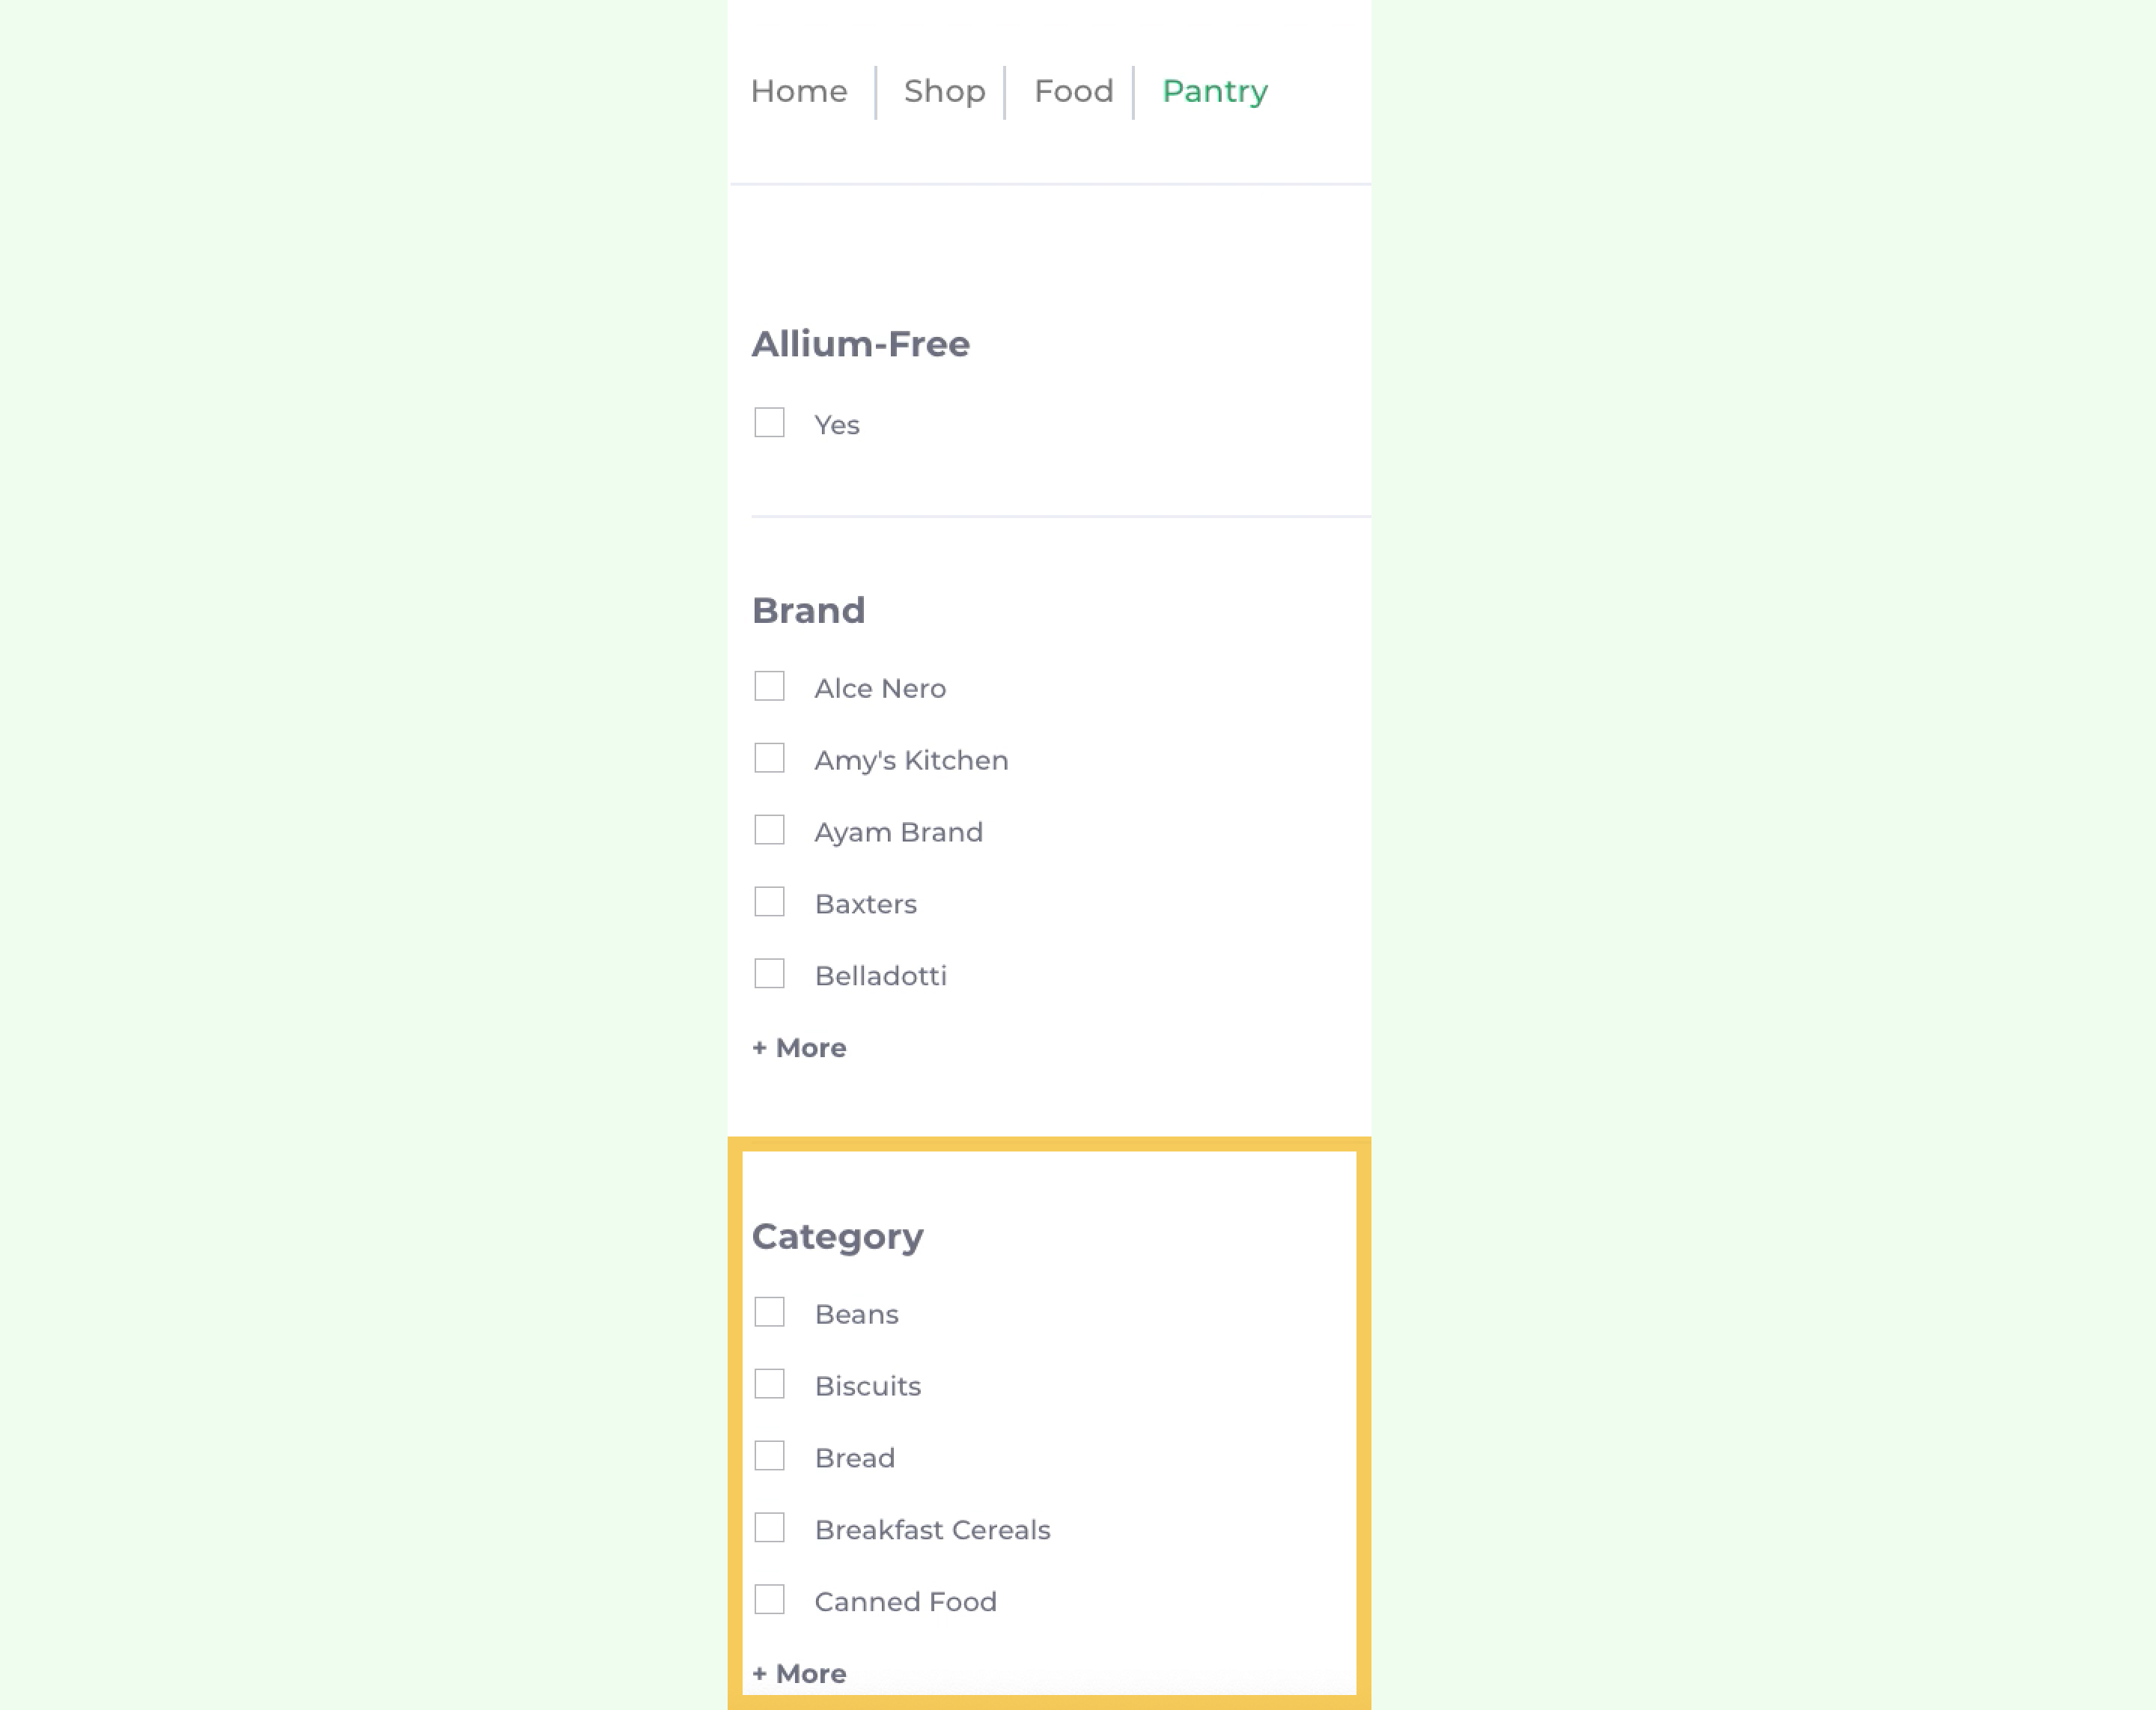 Home Shop Food Pantry
Allium-Free
Yes
Brand
Alce Nero
Amy's Kitchen
Ayam Brand
Baxters
Belladotti
+ More
Category
Beans
Biscuits
Bread
Breakfast Cereals
Canned Food
+ More